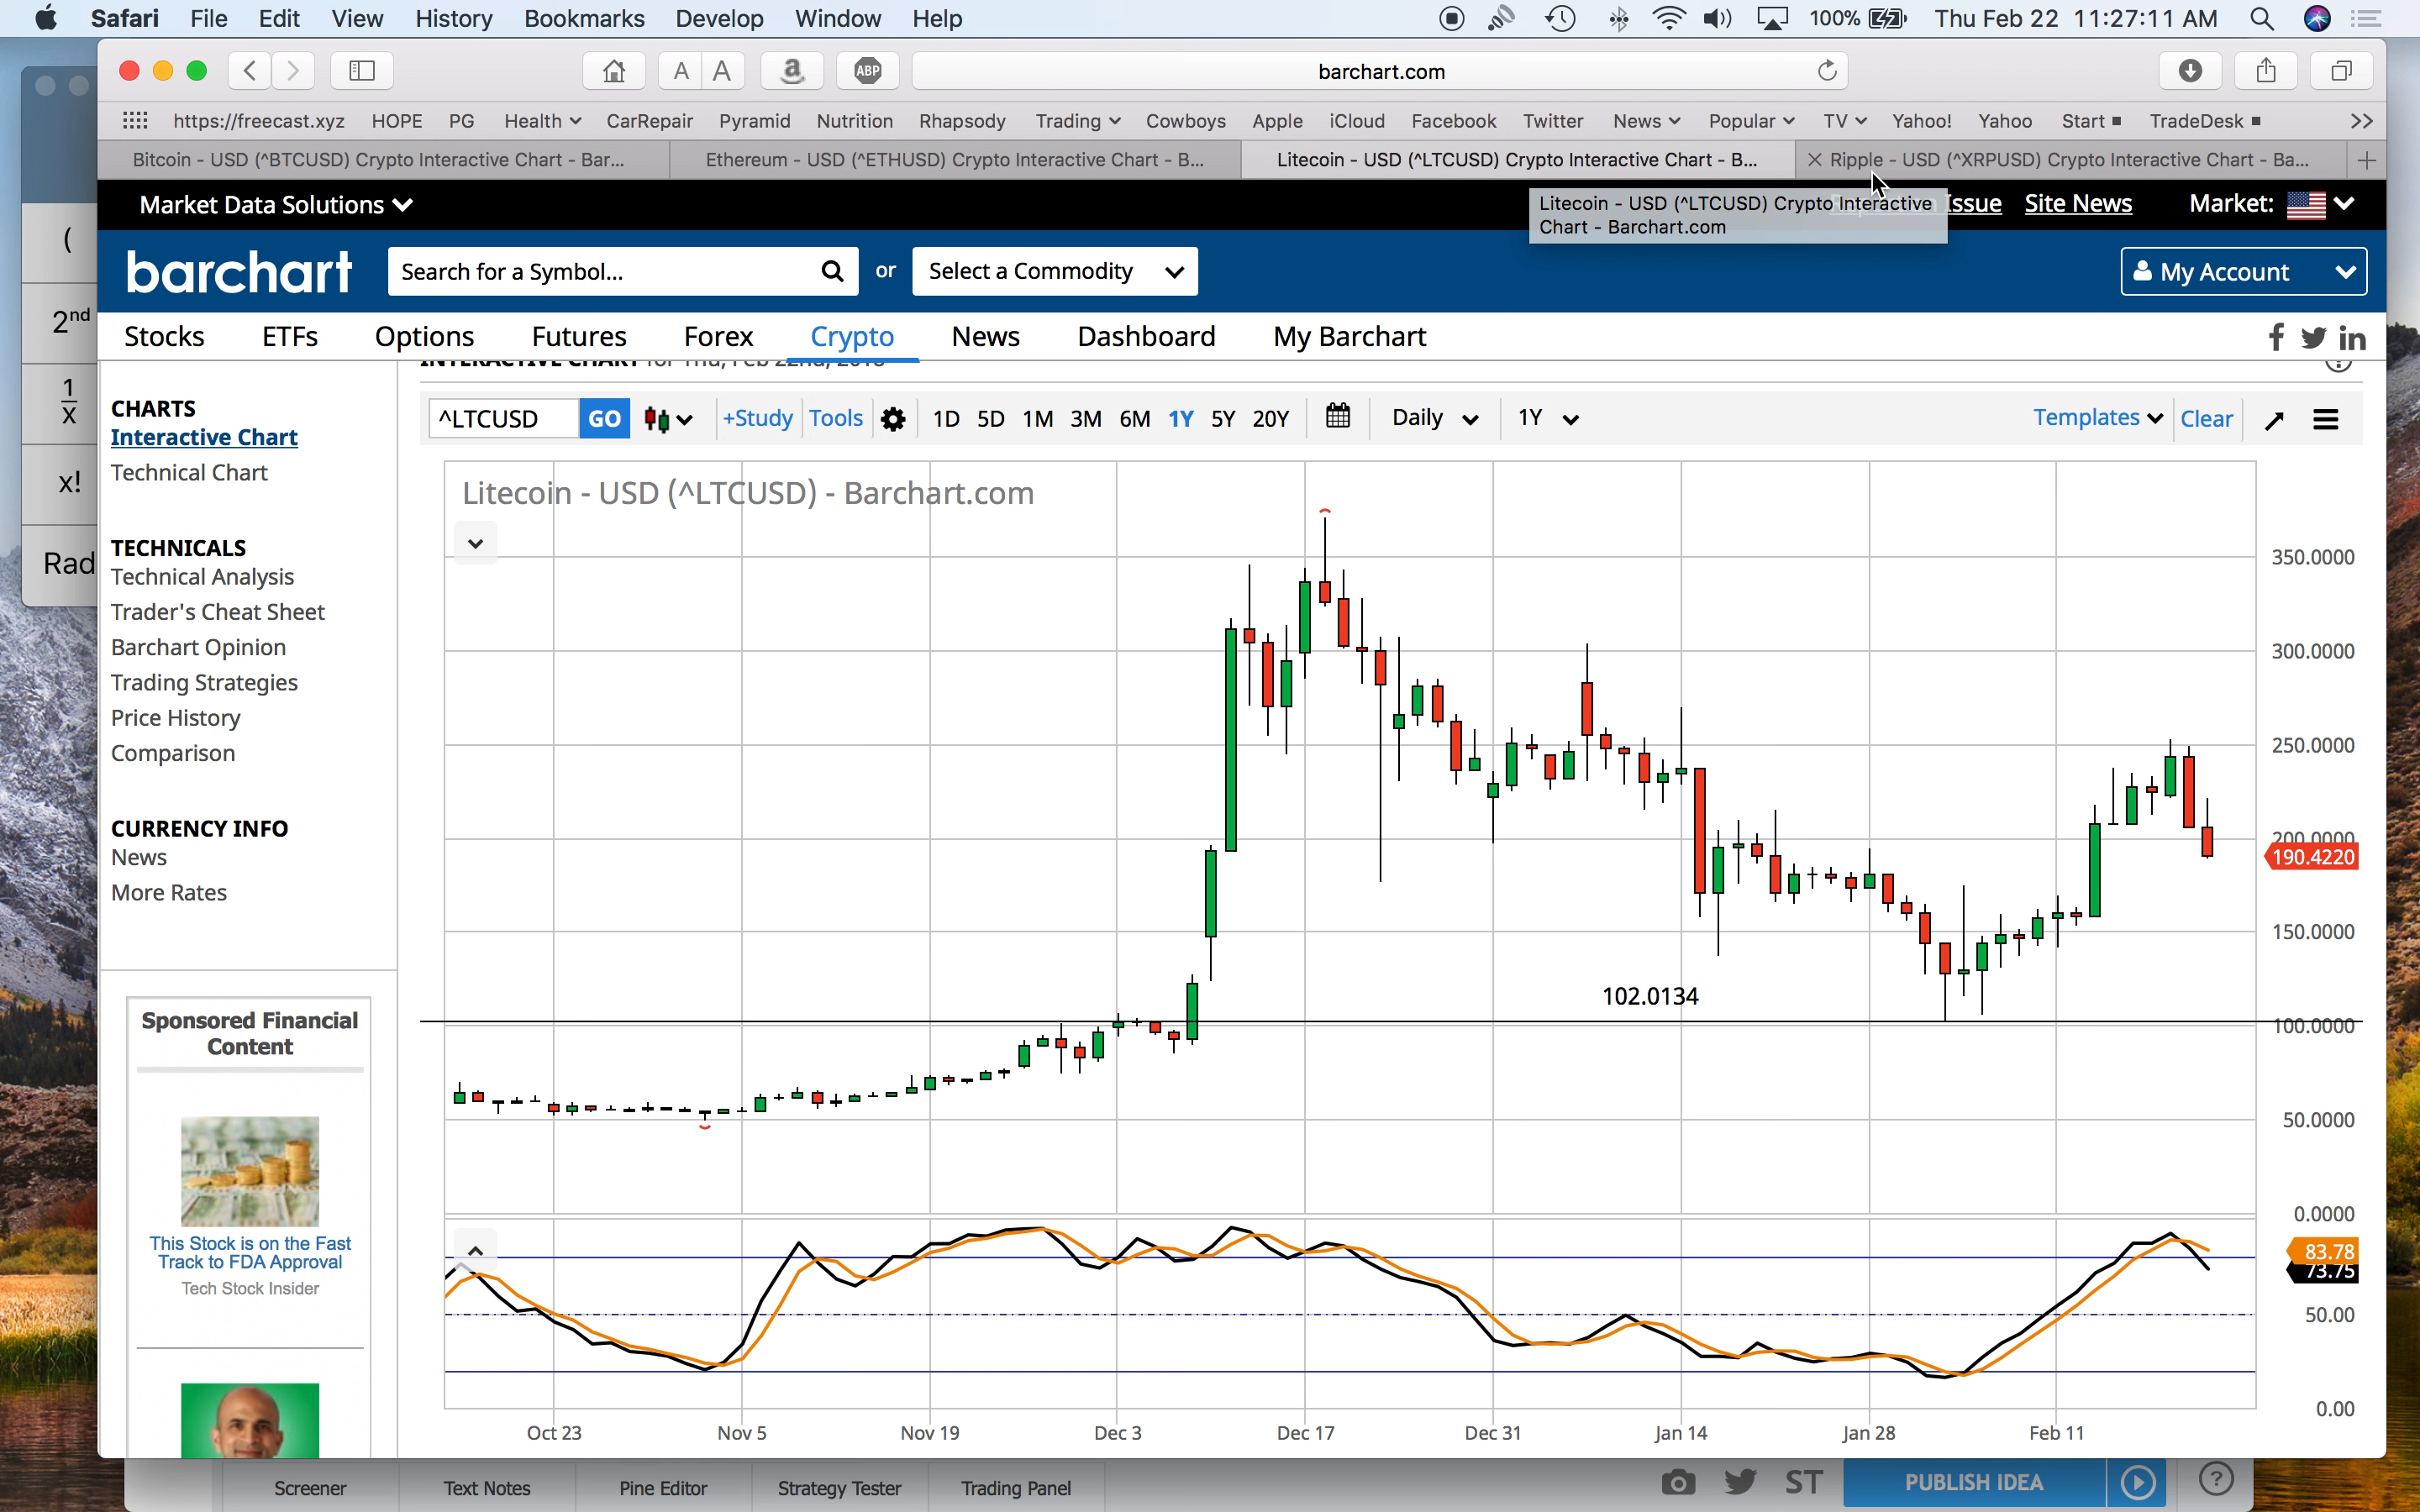 Safari File Edit View History Bookmarks Develop Window Help 100% Thu Feb 22 11:27:11 AM
A A a ABP barchart.com
https://freecast.xyz HOPE PG Health CarRepair Pyramid Nutrition Rhapsody Trading Cowboys Apple iCloud Facebook Twitter News Popular TV Yahoo! Yahoo Start TradeDesk >>
Bitcoin - USD (^BTCUSD) Crypto Interactive Chart - Bar... Ethereum - USD (^ETHUSD) Crypto Interactive Chart - B... Litecoin - USD (^LTCUSD) Crypto Interactive Chart - B... Ripple - USD (^XRPUSD) Crypto Interactive Chart - Ba...
Market Data Solutions Issue Site News Market:
Litecoin - USD (^LTCUSD) Crypto Interactive
Chart - Barchart.com
barchart Search for a Symbol... or Select a Commodity My Account
Stocks ETFs Options Futures Forex Crypto News Dashboard My Barchart
^LTCUSD GO +Study Tools 1D 5D 1M 3M 6M 1Y 5Y 20Y Daily 1Y Templates Clear
CHARTS
Interactive Chart
Technical Chart
TECHNICALS
Technical Analysis
Trader's Cheat Sheet
Barchart Opinion
Trading Strategies
Price History
Comparison
CURRENCY INFO
News
More Rates
Sponsored Financial
Content
This Stock is on the Fast
Track to FDA Approval
Tech Stock Insider
Litecoin - USD (^LTCUSD) - Barchart.com
350.0000
300.0000
250.0000
200.0000
190.4220
150.0000
102.0134
100.0000
50.0000
0.0000
83.78
73.75
50.00
0.00
Oct 23 Nov 5 Nov 19 Dec 3 Dec 17 Dec 31 Jan 14 Jan 28 Feb 11
(
2nd
1
x
x!
Rad
Screener Text Notes Pine Editor Strategy Tester Trading Panel ST PUBLISH IDEA ?